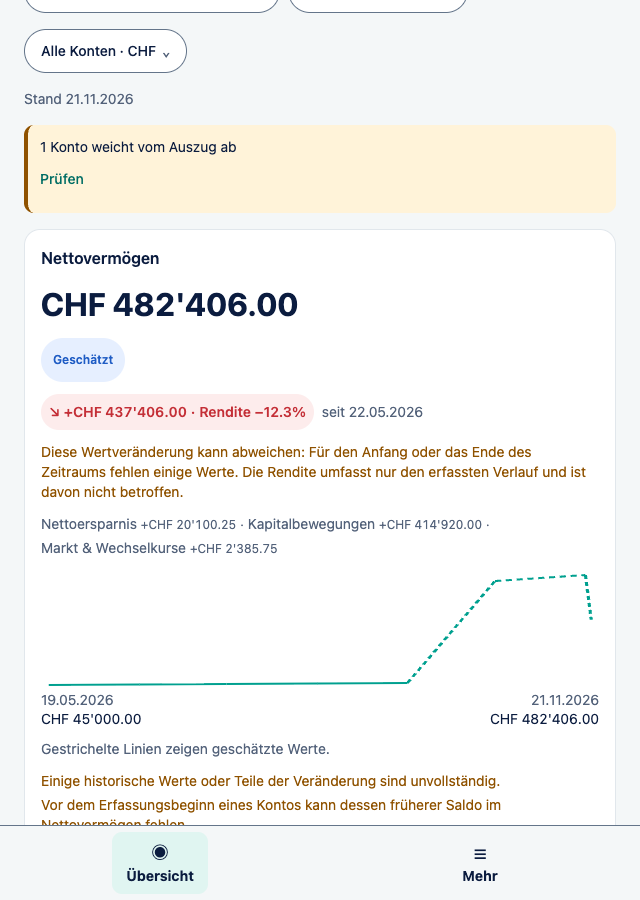 Alle Konten · CHF
Stand 21.11.2026
1 Konto weicht vom Auszug ab
Prüfen
Nettovermögen
CHF 482'406.00
Geschätzt
↘ +CHF 437'406.00 · Rendite −12.3% seit 22.05.2026
Diese Wertveränderung kann abweichen: Für den Anfang oder das Ende des
Zeitraums fehlen einige Werte. Die Rendite umfasst nur den erfassten Verlauf und ist
davon nicht betroffen.
Nettoersparnis +CHF 20'100.25 · Kapitalbewegungen +CHF 414'920.00 ·
Markt & Wechselkurse +CHF 2'385.75
19.05.2026 21.11.2026
CHF 45'000.00 CHF 482'406.00
Gestrichelte Linien zeigen geschätzte Werte.
Einige historische Werte oder Teile der Veränderung sind unvollständig.
Vor dem Erfassungsbeginn eines Kontos kann dessen früherer Saldo im
Nettovermögen fehlen.
Übersicht Mehr